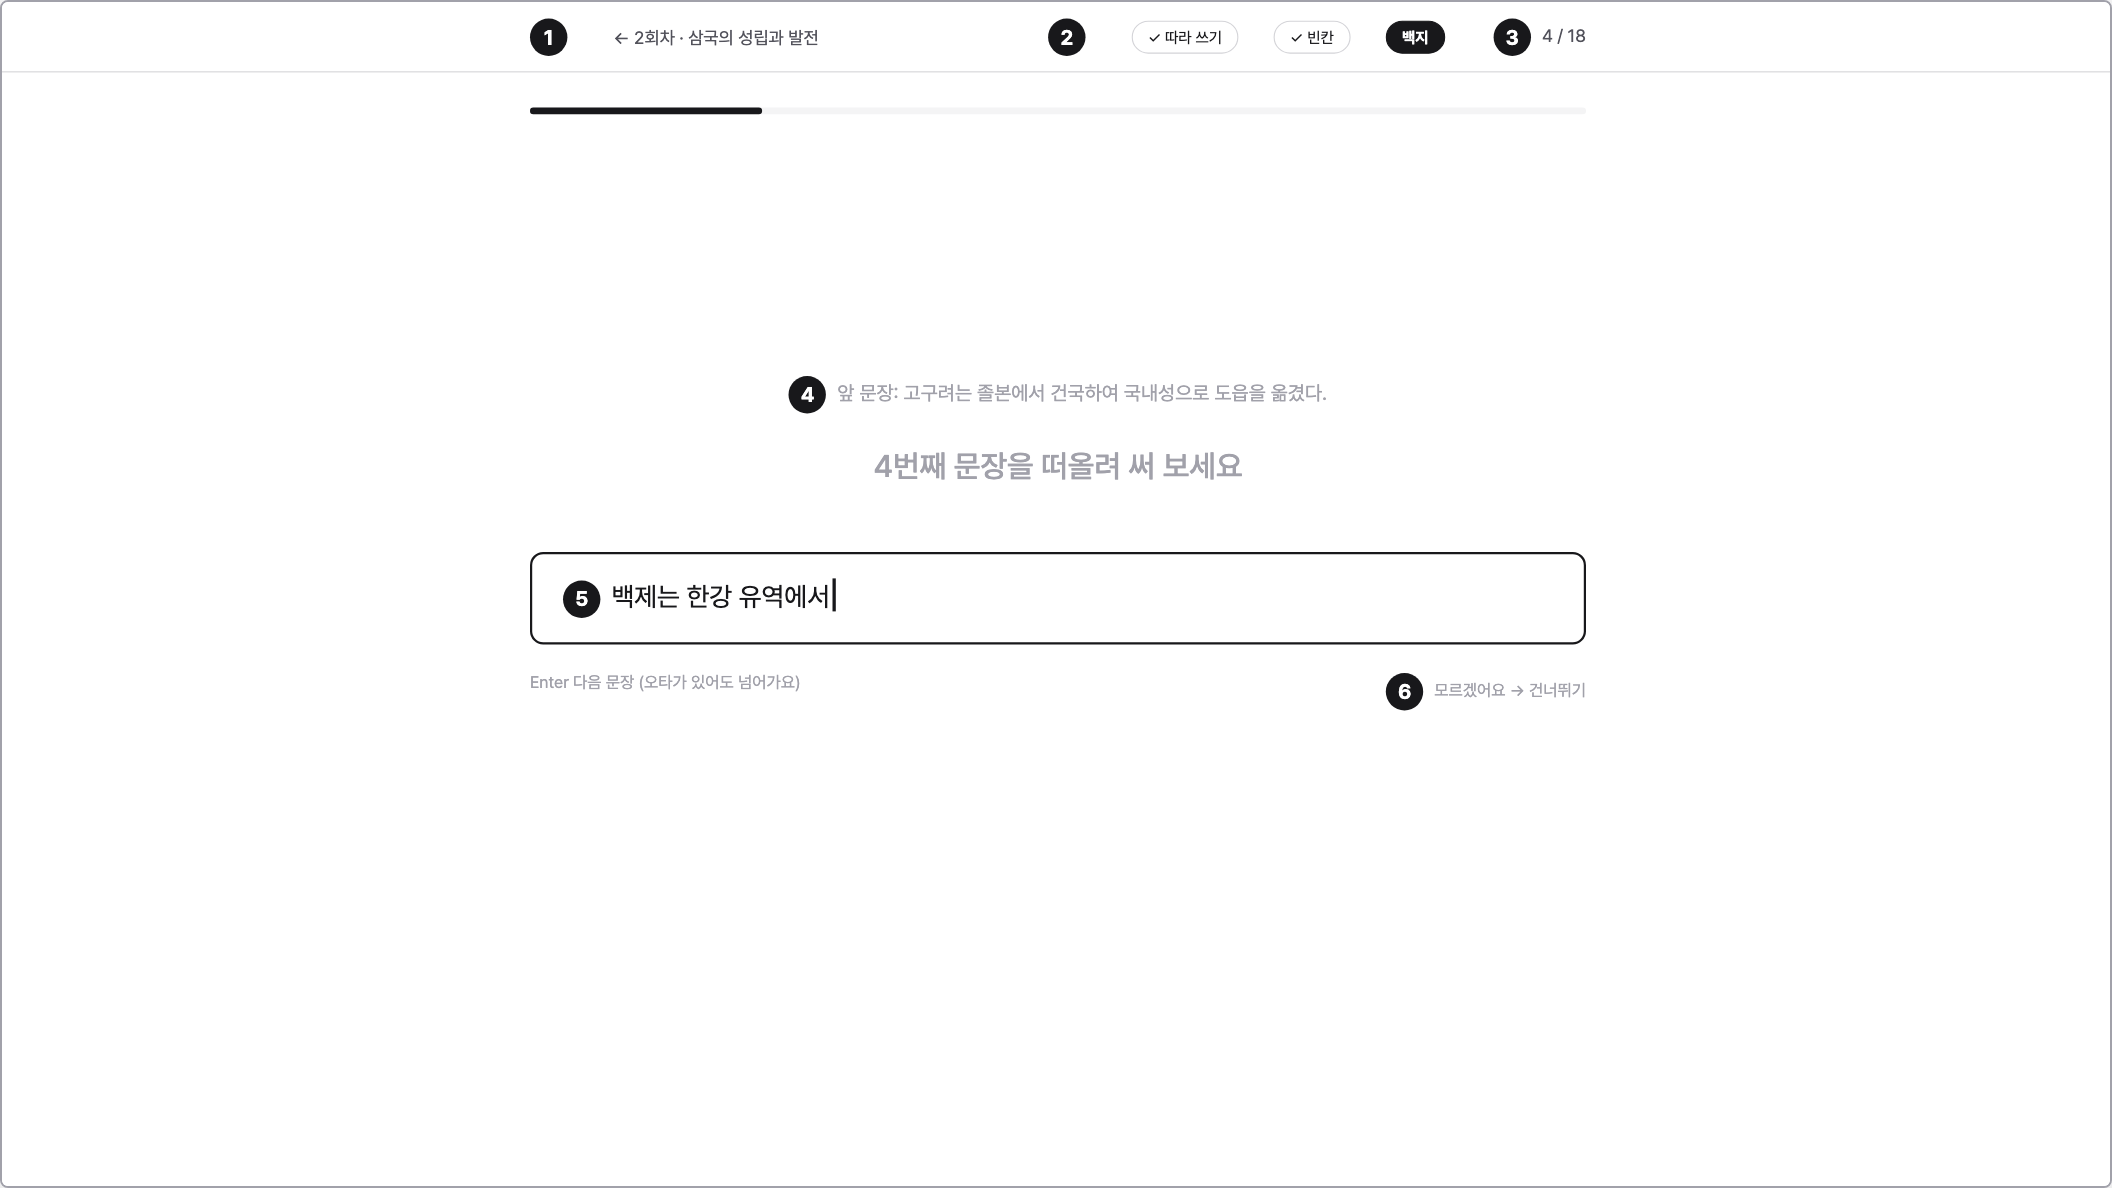 1 ← 2회차 · 삼국의 성립과 발전 2 ✓ 따라 쓰기 ✓ 빈칸 백지 3 4 / 18
4 앞 문장: 고구려는 졸본에서 건국하여 국내성으로 도읍을 옮겼다.
4번째 문장을 떠올려 써 보세요
5 백제는 한강 유역에서
Enter 다음 문장 (오타가 있어도 넘어가요) 6 모르겠어요 → 건너뛰기